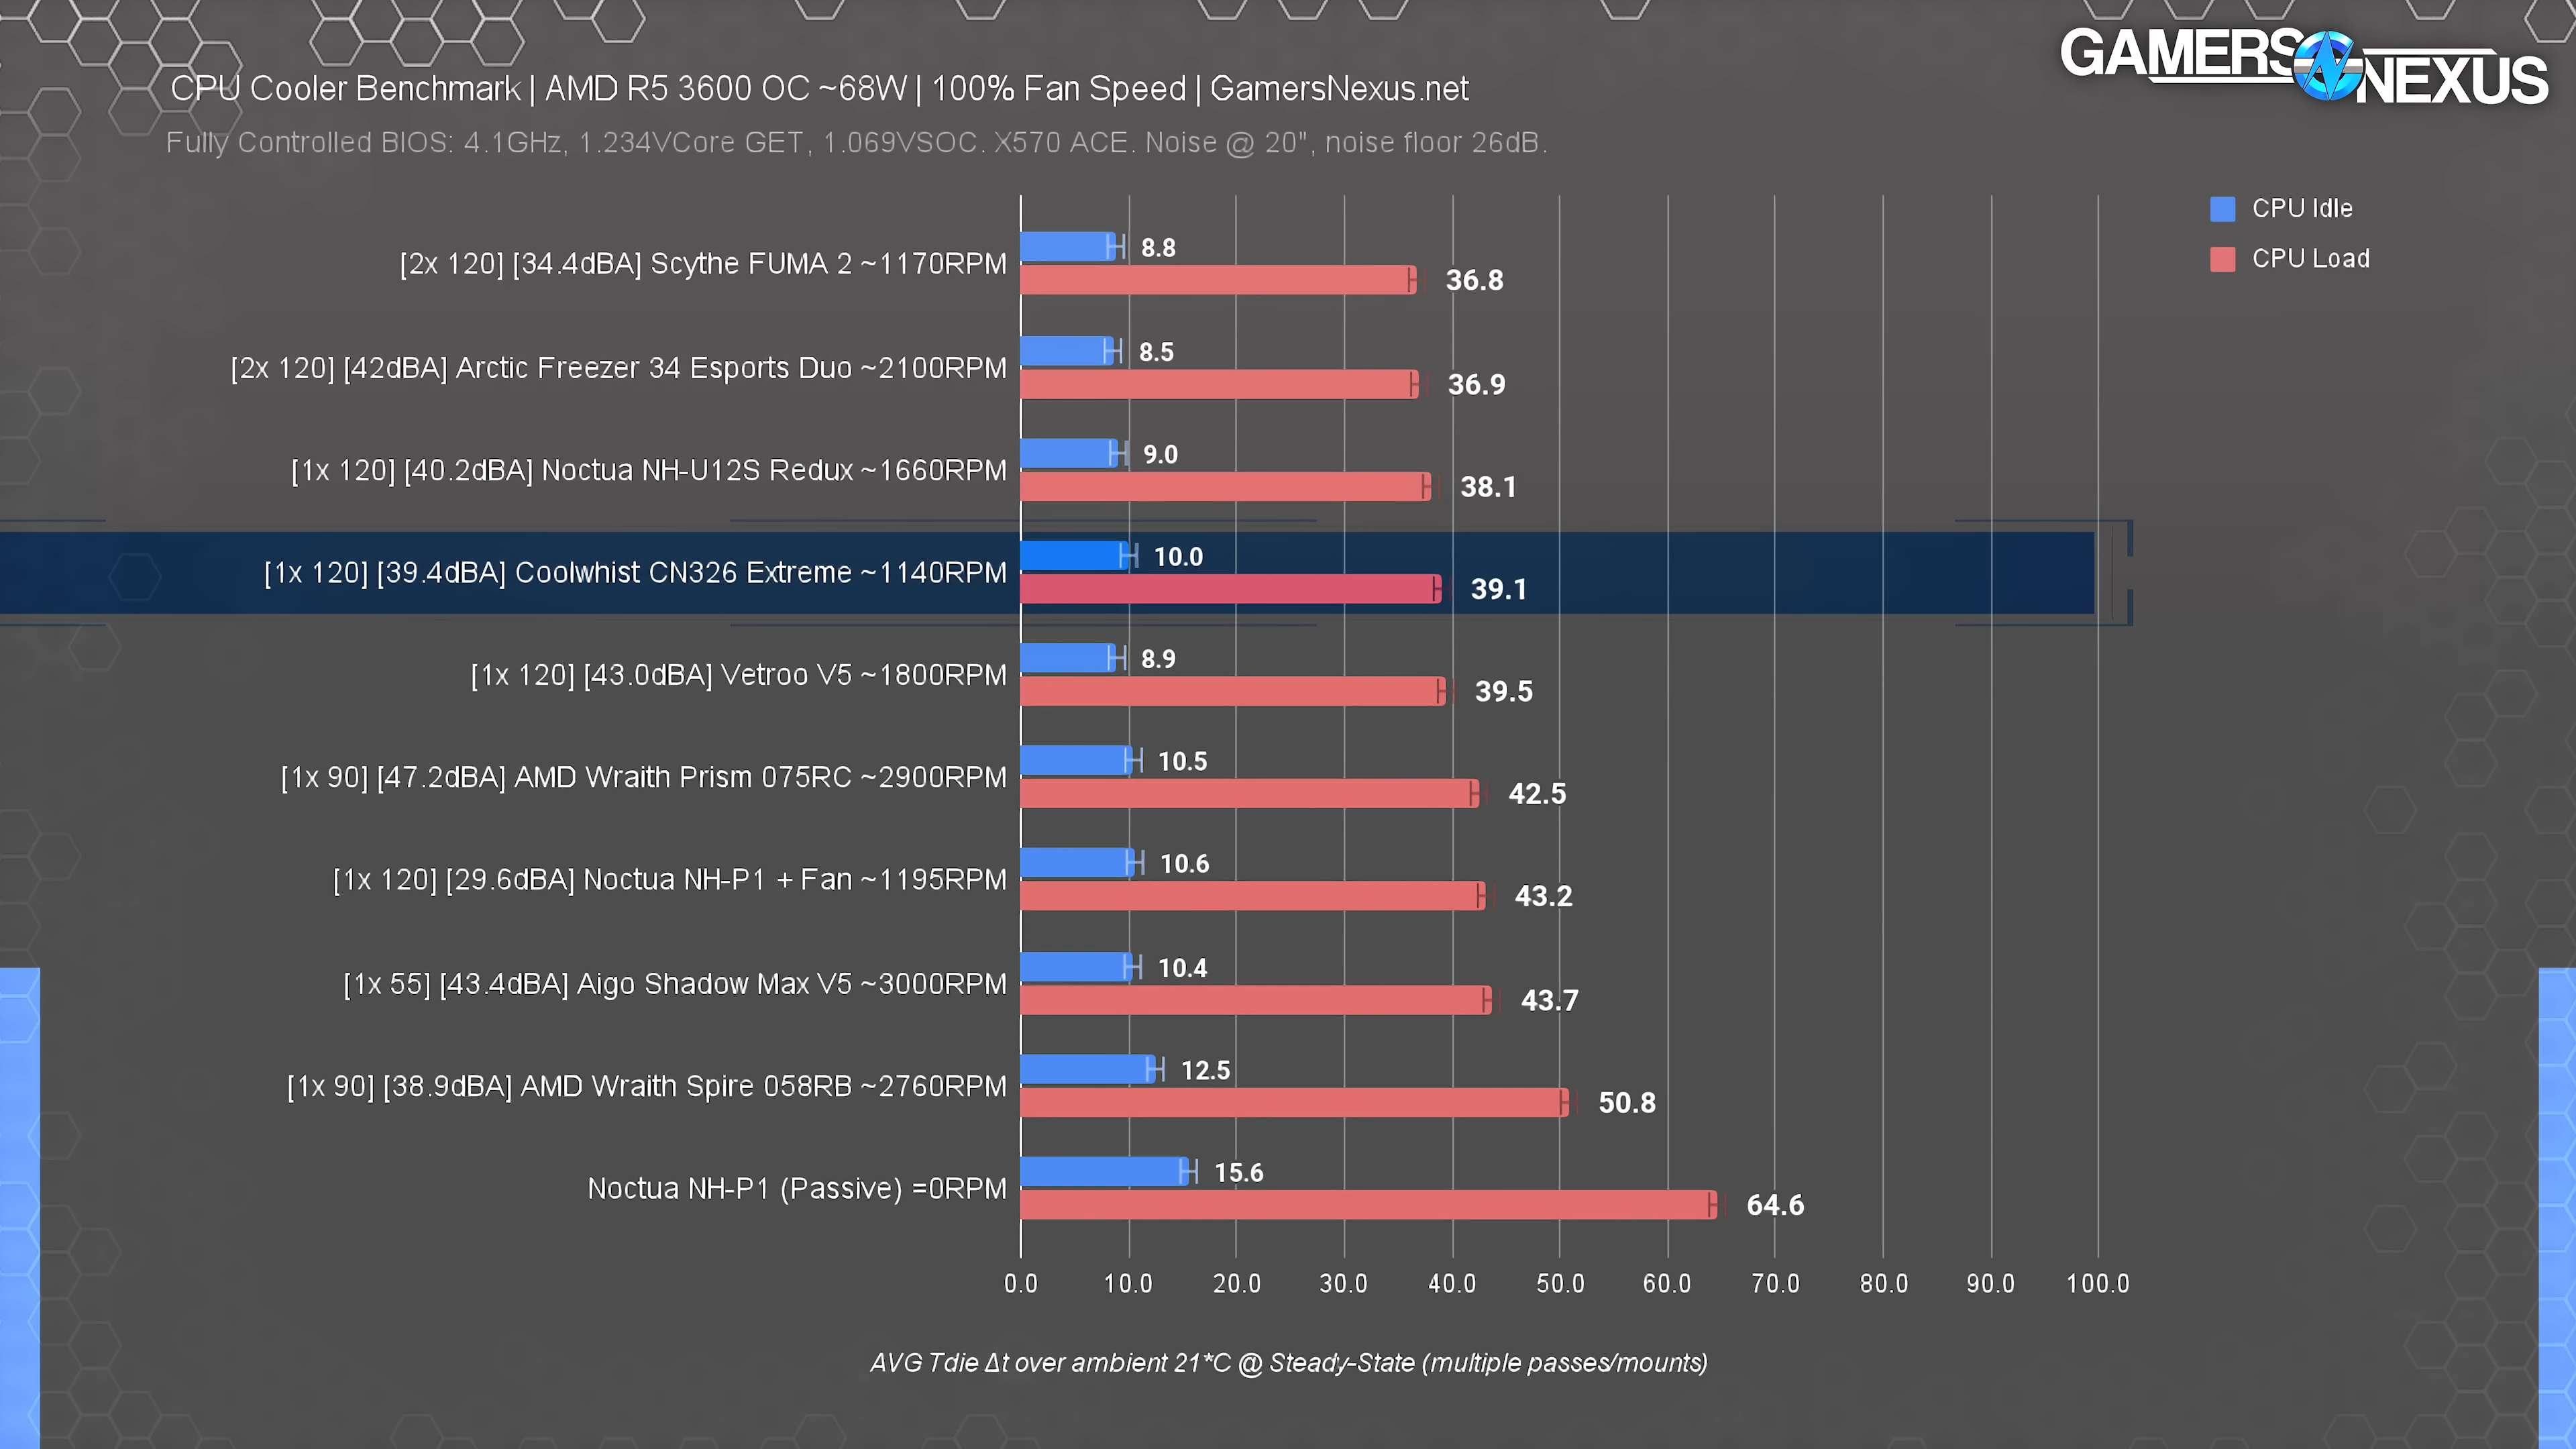 GAMERS NEXUS
CPU Cooler Benchmark | AMD R5 3600 OC ~68W | 100% Fan Speed | GamersNexus.net
Fully Controlled BIOS: 4.1GHz, 1.234VCore GET, 1.069VSOC. X570 ACE. Noise @ 20", noise floor 26dB.
CPU Idle
CPU Load
[2x 120] [34.4dBA] Scythe FUMA 2 ~1170RPM
8.8
36.8
[2x 120] [42dBA] Arctic Freezer 34 Esports Duo ~2100RPM
8.5
36.9
[1x 120] [40.2dBA] Noctua NH-U12S Redux ~1660RPM
9.0
38.1
[1x 120] [39.4dBA] Coolwhist CN326 Extreme ~1140RPM
10.0
39.1
[1x 120] [43.0dBA] Vetroo V5 ~1800RPM
8.9
39.5
[1x 90] [47.2dBA] AMD Wraith Prism 075RC ~2900RPM
10.5
42.5
[1x 120] [29.6dBA] Noctua NH-P1 + Fan ~1195RPM
10.6
43.2
[1x 55] [43.4dBA] Aigo Shadow Max V5 ~3000RPM
10.4
43.7
[1x 90] [38.9dBA] AMD Wraith Spire 058RB ~2760RPM
12.5
50.8
Noctua NH-P1 (Passive) =0RPM
15.6
64.6
0.0 10.0 20.0 30.0 40.0 50.0 60.0 70.0 80.0 90.0 100.0
AVG Tdie Δt over ambient 21*C @ Steady-State (multiple passes/mounts)